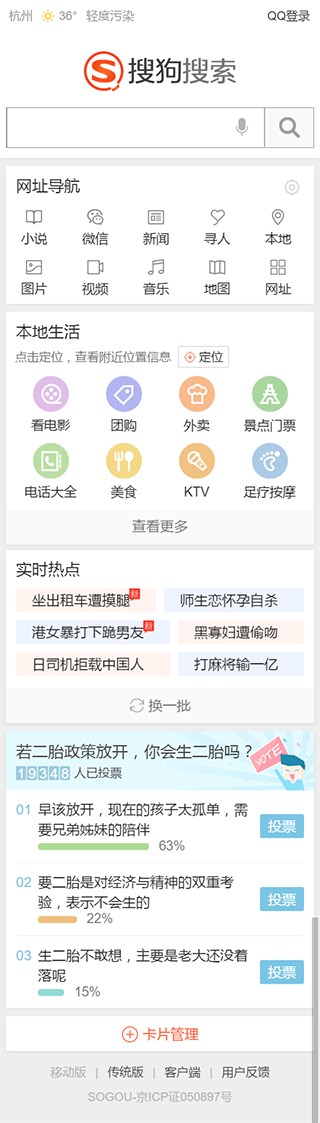 杭州 36° 轻度污染 QQ登录
搜狗搜索
网址导航
小说 微信 新闻 寻人 本地
图片 视频 音乐 地图 网址
本地生活
点击定位，查看附近位置信息 定位
看电影 团购 外卖 景点门票
电话大全 美食 KTV 足疗按摩
查看更多
实时热点
坐出租车遭摸腿 新 师生恋怀孕自杀
港女暴打下跪男友 新 黑寡妇遭偷吻
日司机拒载中国人 打麻将输一亿
换一批
若二胎政策放开，你会生二胎吗？
VOTE
19348 人已投票
01 早该放开，现在的孩子太孤单，需
要兄弟姊妹的陪伴
投票
63%
02 要二胎是对经济与精神的双重考
验，表示不会生的
投票
22%
03 生二胎不敢想，主要是老大还没着
落呢
投票
15%
卡片管理
移动版 | 传统版 | 客户端 | 用户反馈
SOGOU-京ICP证050897号